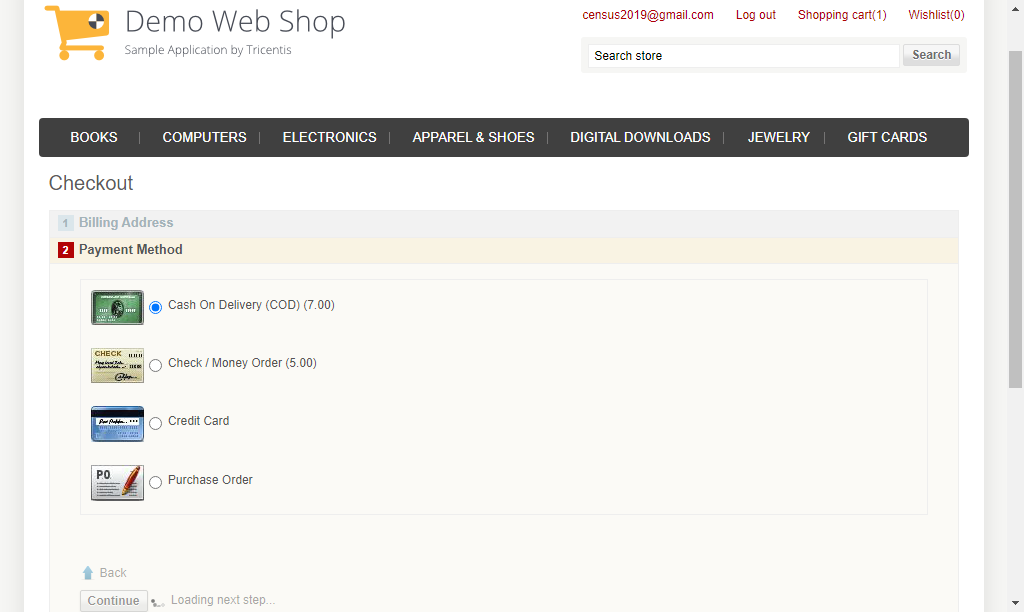 Demo Web Shop
Sample Application by Tricentis
census2019@gmail.com Log out Shopping cart(1) Wishlist(0)
Search store Search
BOOKS COMPUTERS ELECTRONICS APPAREL & SHOES DIGITAL DOWNLOADS JEWELRY GIFT CARDS
Checkout
1 Billing Address
2 Payment Method
Cash On Delivery (COD) (7.00)
CHECK
Check / Money Order (5.00)
Credit Card
PO
Purchase Order
Back
Continue Loading next step...